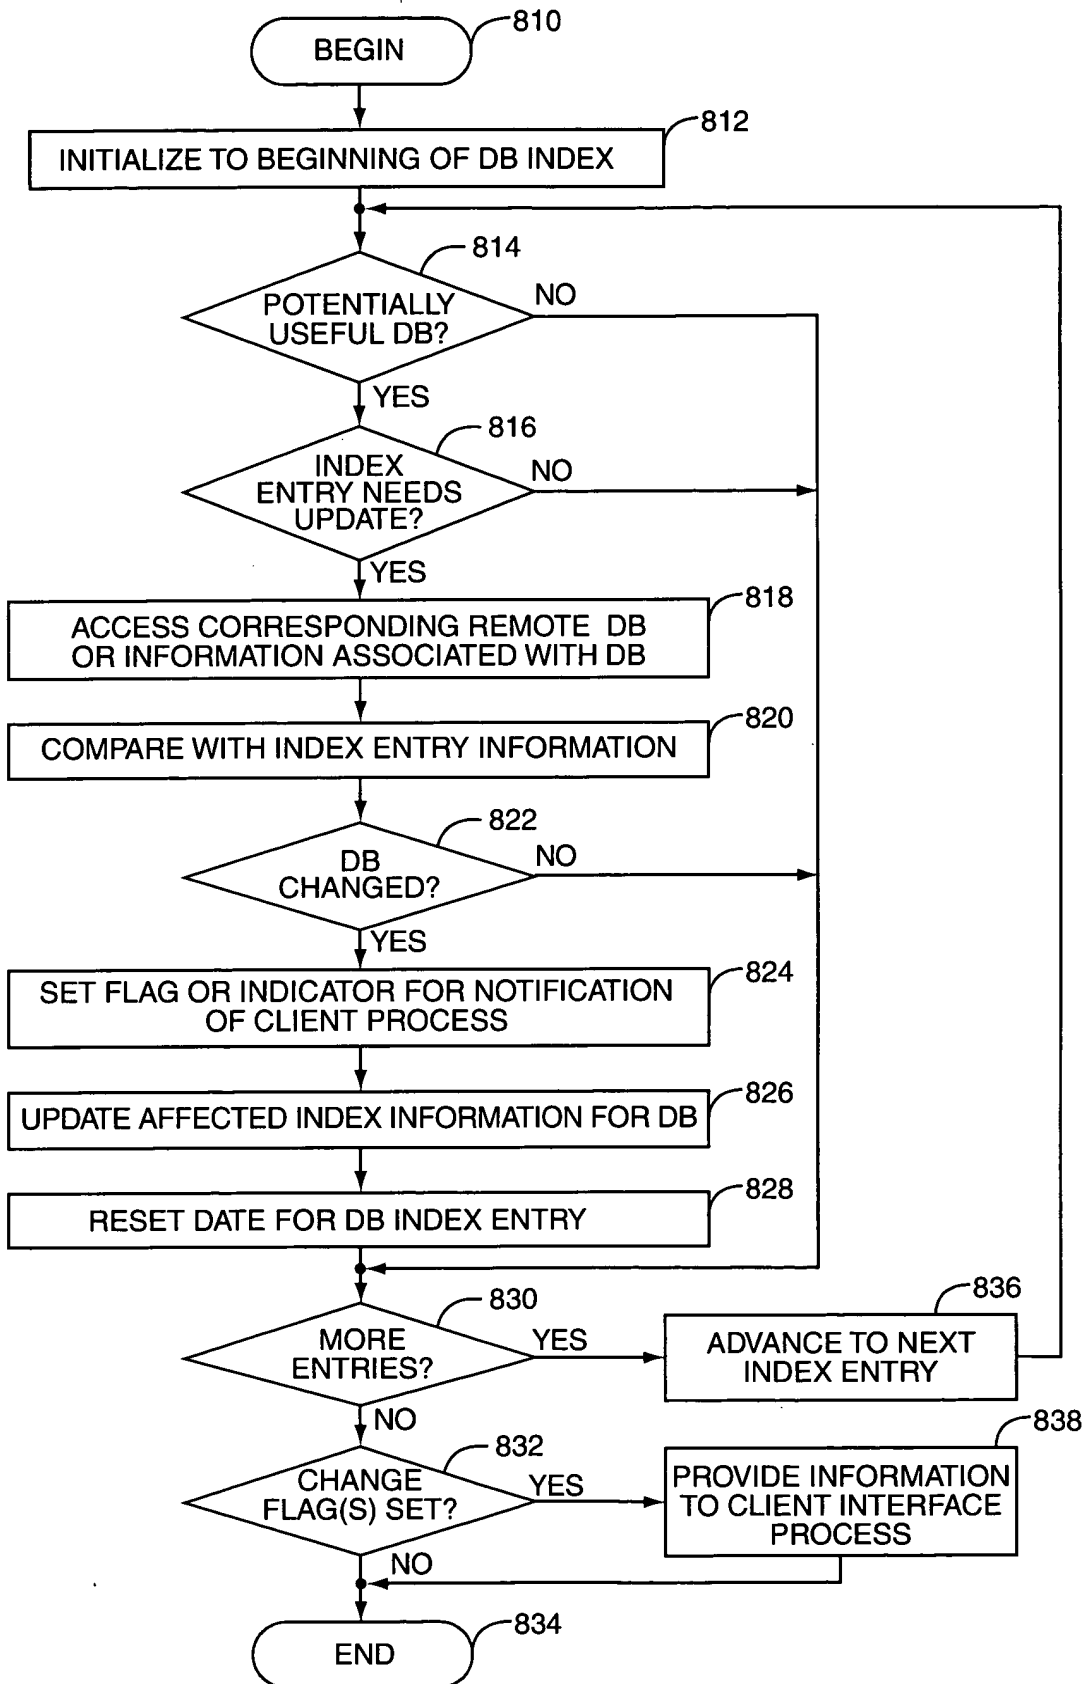 810
BEGIN
812
INITIALIZE TO BEGINNING OF DB INDEX
814
POTENTIALLY
USEFUL DB?
NO
YES
816
INDEX
ENTRY NEEDS
UPDATE?
NO
YES
818
ACCESS CORRESPONDING REMOTE DB
OR INFORMATION ASSOCIATED WITH DB
820
COMPARE WITH INDEX ENTRY INFORMATION
822
DB
CHANGED?
NO
YES
824
SET FLAG OR INDICATOR FOR NOTIFICATION
OF CLIENT PROCESS
826
UPDATE AFFECTED INDEX INFORMATION FOR DB
828
RESET DATE FOR DB INDEX ENTRY
830
MORE
ENTRIES?
YES
836
ADVANCE TO NEXT
INDEX ENTRY
NO
832
CHANGE
FLAG(S) SET?
YES
838
PROVIDE INFORMATION
TO CLIENT INTERFACE
PROCESS
NO
834
END